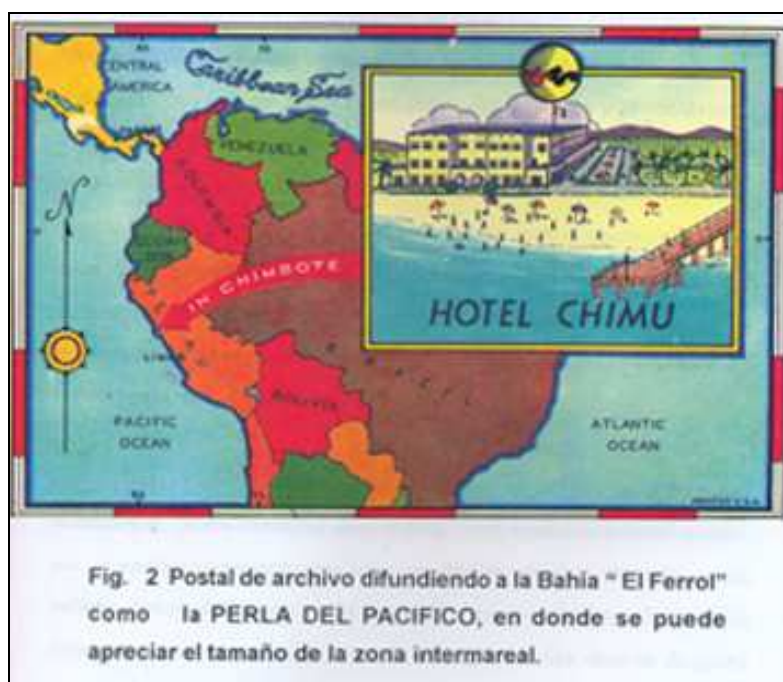 CENTRAL
AMERICA
Caribbean Sea
VENEZUELA
COLOMBIA
N
IN CHIMBOTE
HOTEL CHIMU
BRAZIL
BOLIVIA
PACIFIC
OCEAN
ATLANTIC
OCEAN
Fig. 2 Postal de archivo difundiendo a la Bahía " El Ferrol"
como la PERLA DEL PACIFICO, en donde se puede
apreciar el tamaño de la zona intermareal.